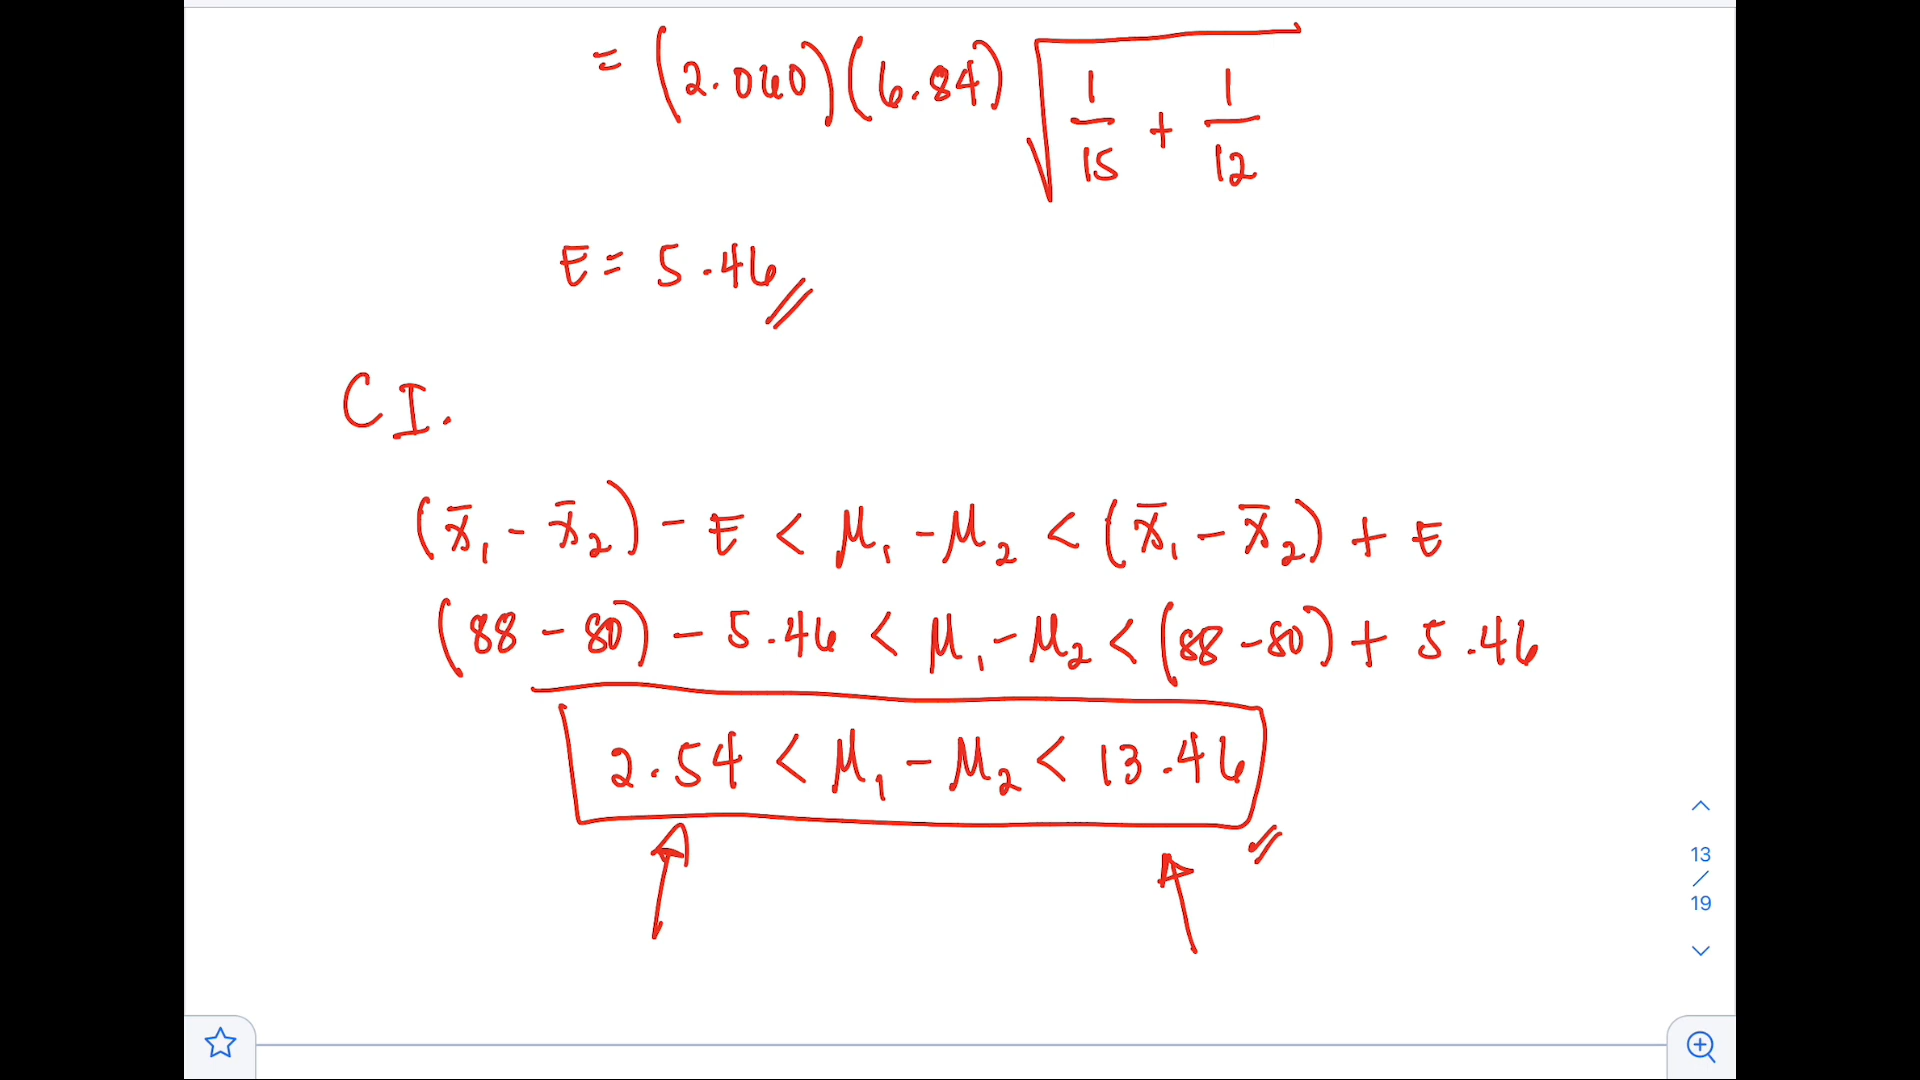 = (2.060)(6.84) √(1/15 + 1/12)
E = 5.46
C I.
(x̄₁ - x̄₂) - E < μ₁ - μ₂ < (x̄₁ - x̄₂) + E
(88 - 80) - 5.46 < μ₁ - μ₂ < (88 - 80) + 5.46
2.54 < μ₁ - μ₂ < 13.46
13
/
19